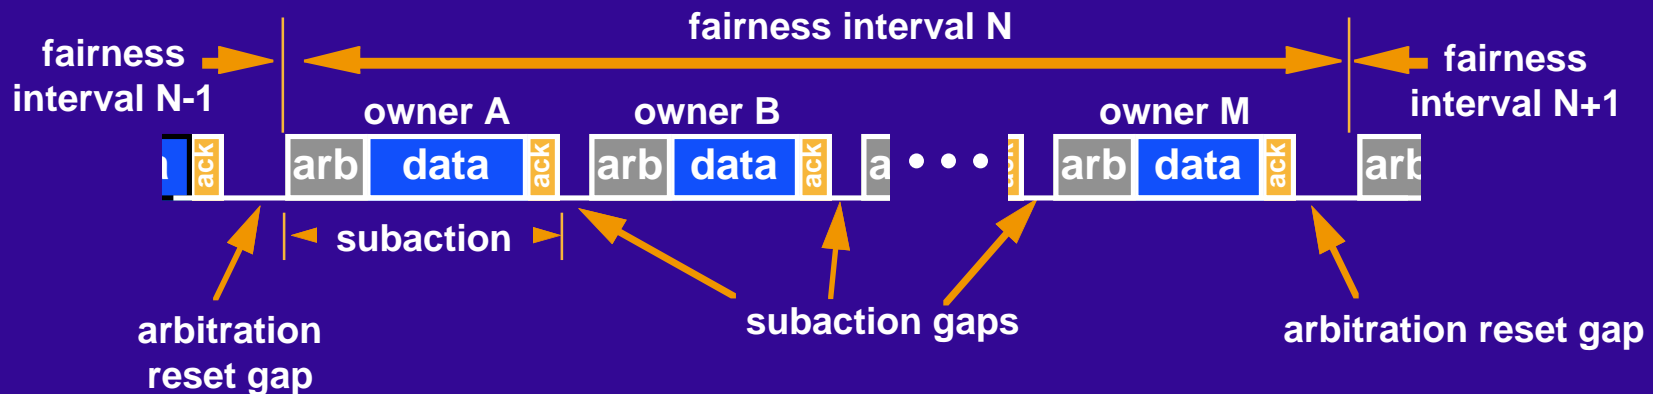 fairness interval N
fairness
interval N-1
fairness
interval N+1
owner A
owner B
owner M
ack
arb
data
ack
arb
data
ack
a
• • •
ack
arb
data
ack
arb
subaction
subaction gaps
arbitration
reset gap
arbitration reset gap